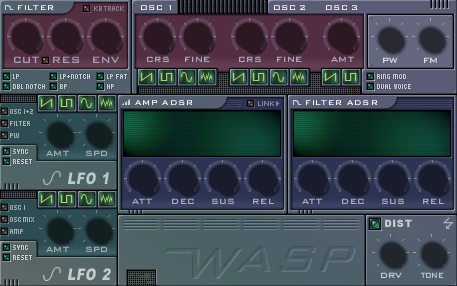 FILTER
KB TRACK
CUT RES ENV
LP LP+NOTCH LP FAT
DBL NOTCH BP HP
OSC 1 OSC 2 OSC 3
CRS FINE CRS FINE AMT
PW FM
RING MOD
DUAL VOICE
OSC 1+2
FILTER
PW
SYNC
RESET
AMT SPD
LFO 1
AMP ADSR LINK
ATT DEC SUS REL
FILTER ADSR
ATT DEC SUS REL
OSC 1
OSC MIX
AMP
SYNC
RESET
AMT SPD
LFO 2
WASP
DIST
DRV TONE